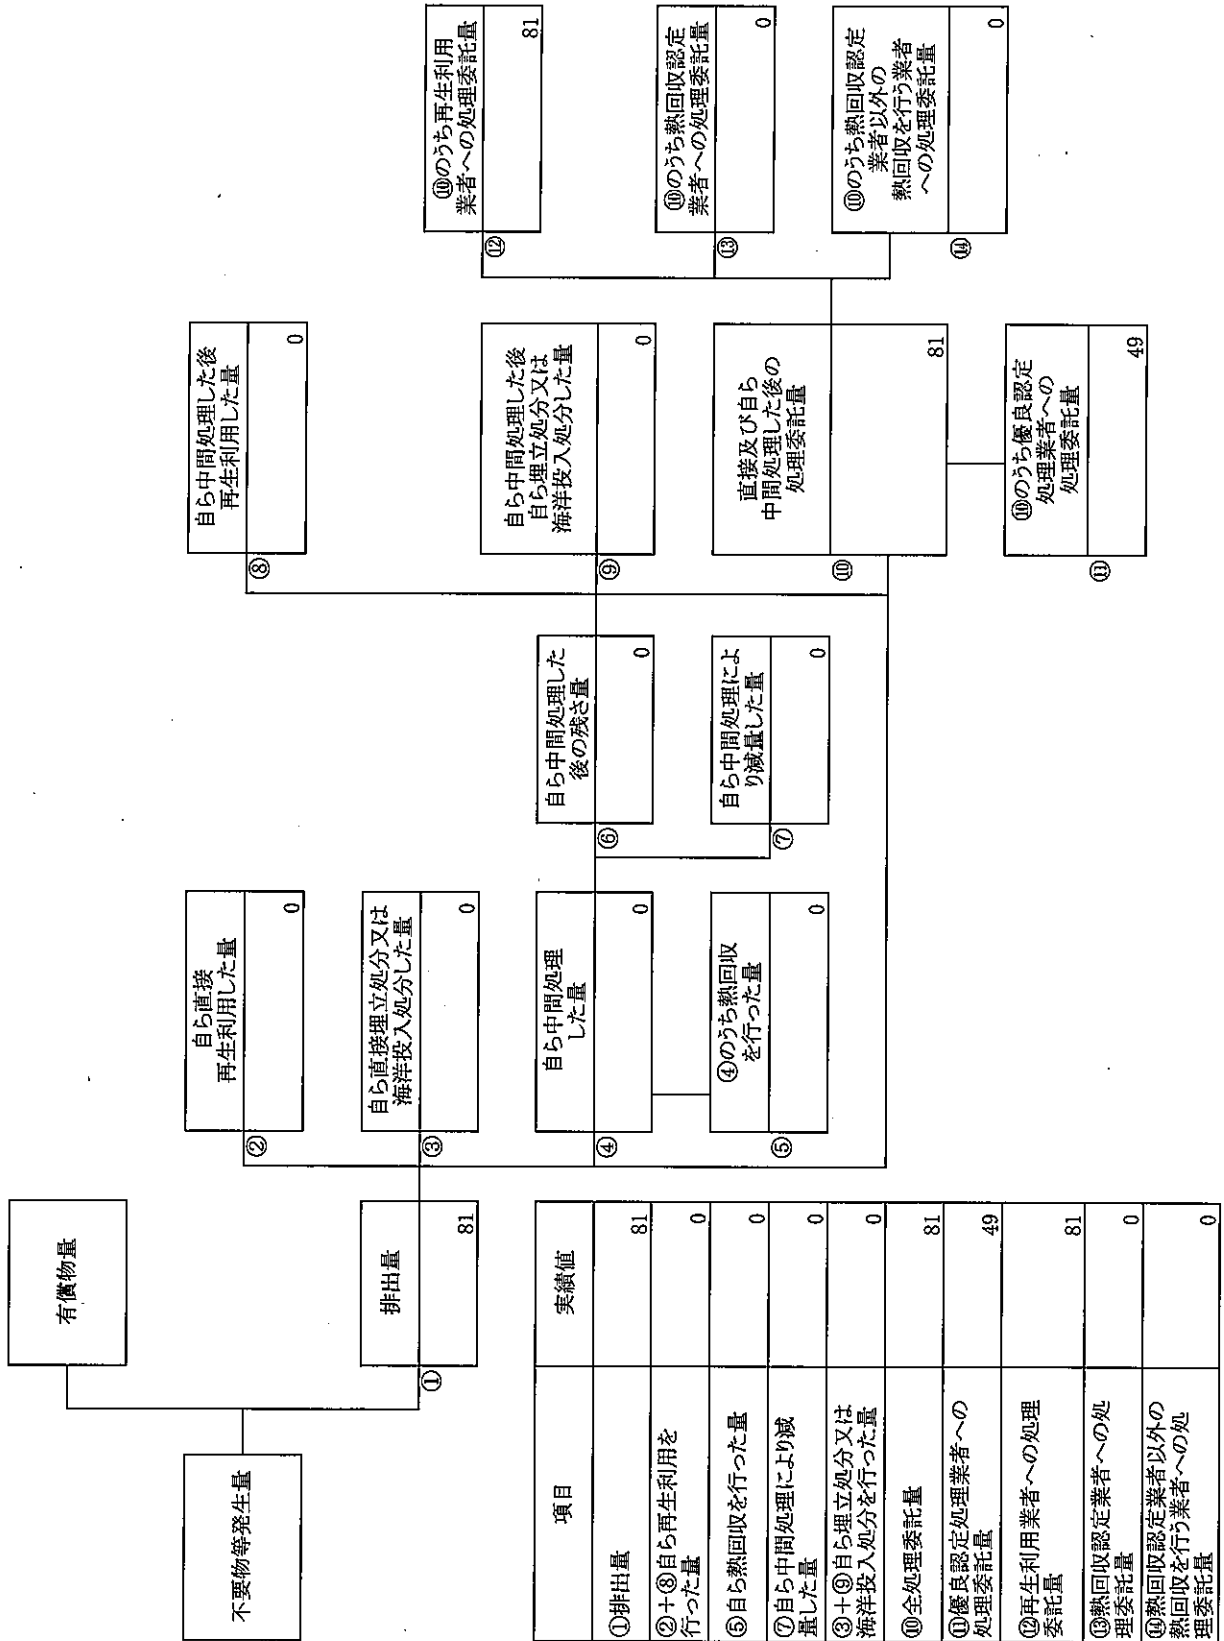 不要物等発生量
有償物量
排出量
①
81
自ら直接
再生利用した量
②
0
自ら直接埋立処分又は
海洋投入処分した量
③
0
自ら中間処理
した量
④
0
④のうち熱回収
を行った量
⑤
0
自ら中間処理した
後の残さ量
⑥
0
自ら中間処理によ
り減量した量
⑦
0
自ら中間処理した後
再生利用した量
⑧
0
自ら中間処理した後
自ら埋立処分又は
海洋投入処分した量
⑨
0
直接及び自ら
中間処理した後の
処理委託量
⑩
81
⑩のうち優良認定
処理業者への
処理委託量
⑪
49
⑩のうち再生利用
業者への処理委託量
⑫
81
⑩のうち熱回収認定
業者への処理委託量
⑬
0
⑩のうち熱回収認定
業者以外の
熱回収を行う業者
への処理委託量
⑭
0
項目 実績値
①排出量 81
②+⑧自ら再生利用を
行った量 0
⑤自ら熱回収を行った量 0
⑦自ら中間処理により減
量した量 0
③+⑨自ら埋立処分又は
海洋投入処分を行った量 0
⑩全処理委託量 81
⑪優良認定処理業者への
処理委託量 49
⑫再生利用業者への処理
委託量 81
⑬熱回収認定業者への処
理委託量 0
⑭熱回収認定業者以外の
熱回収を行う業者への処
理委託量 0